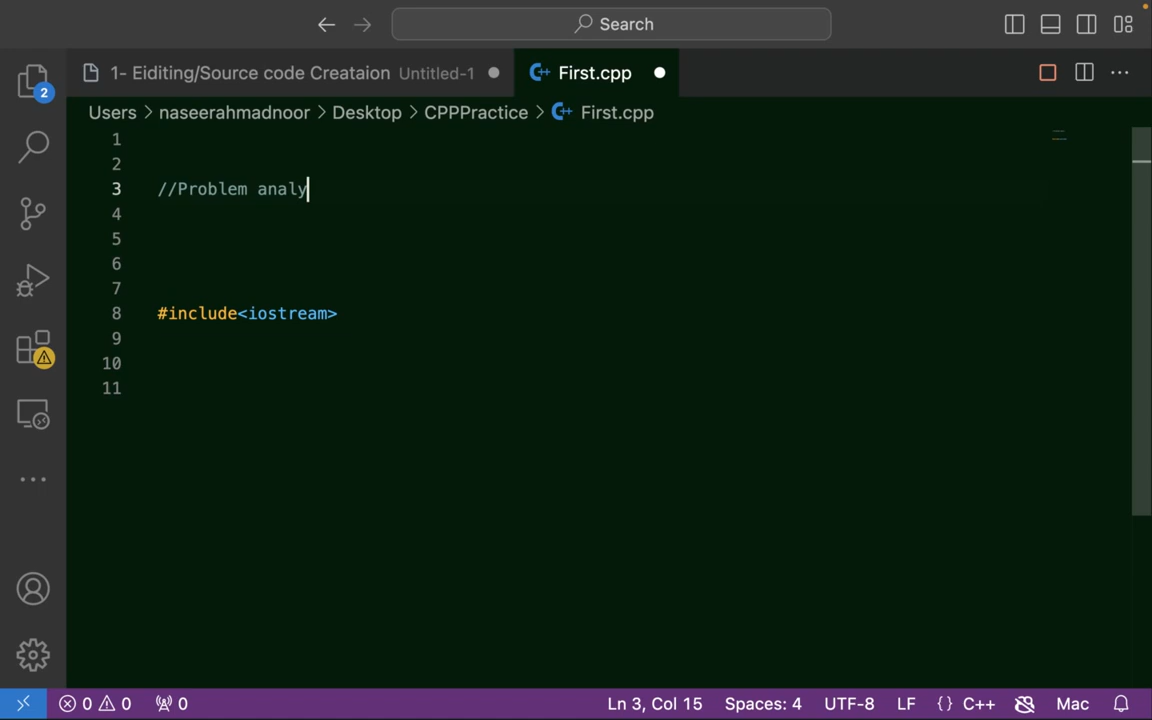 Search
1- Eiditing/Source code Creataion Untitled-1
First.cpp
Users > naseerahmadnoor > Desktop > CPPPractice > First.cpp
2
1
2
3 //Problem analy
4
5
6
7
8 #include<iostream>
9
10
11
0 0 0 Ln 3, Col 15 Spaces: 4 UTF-8 LF {} C++ Mac